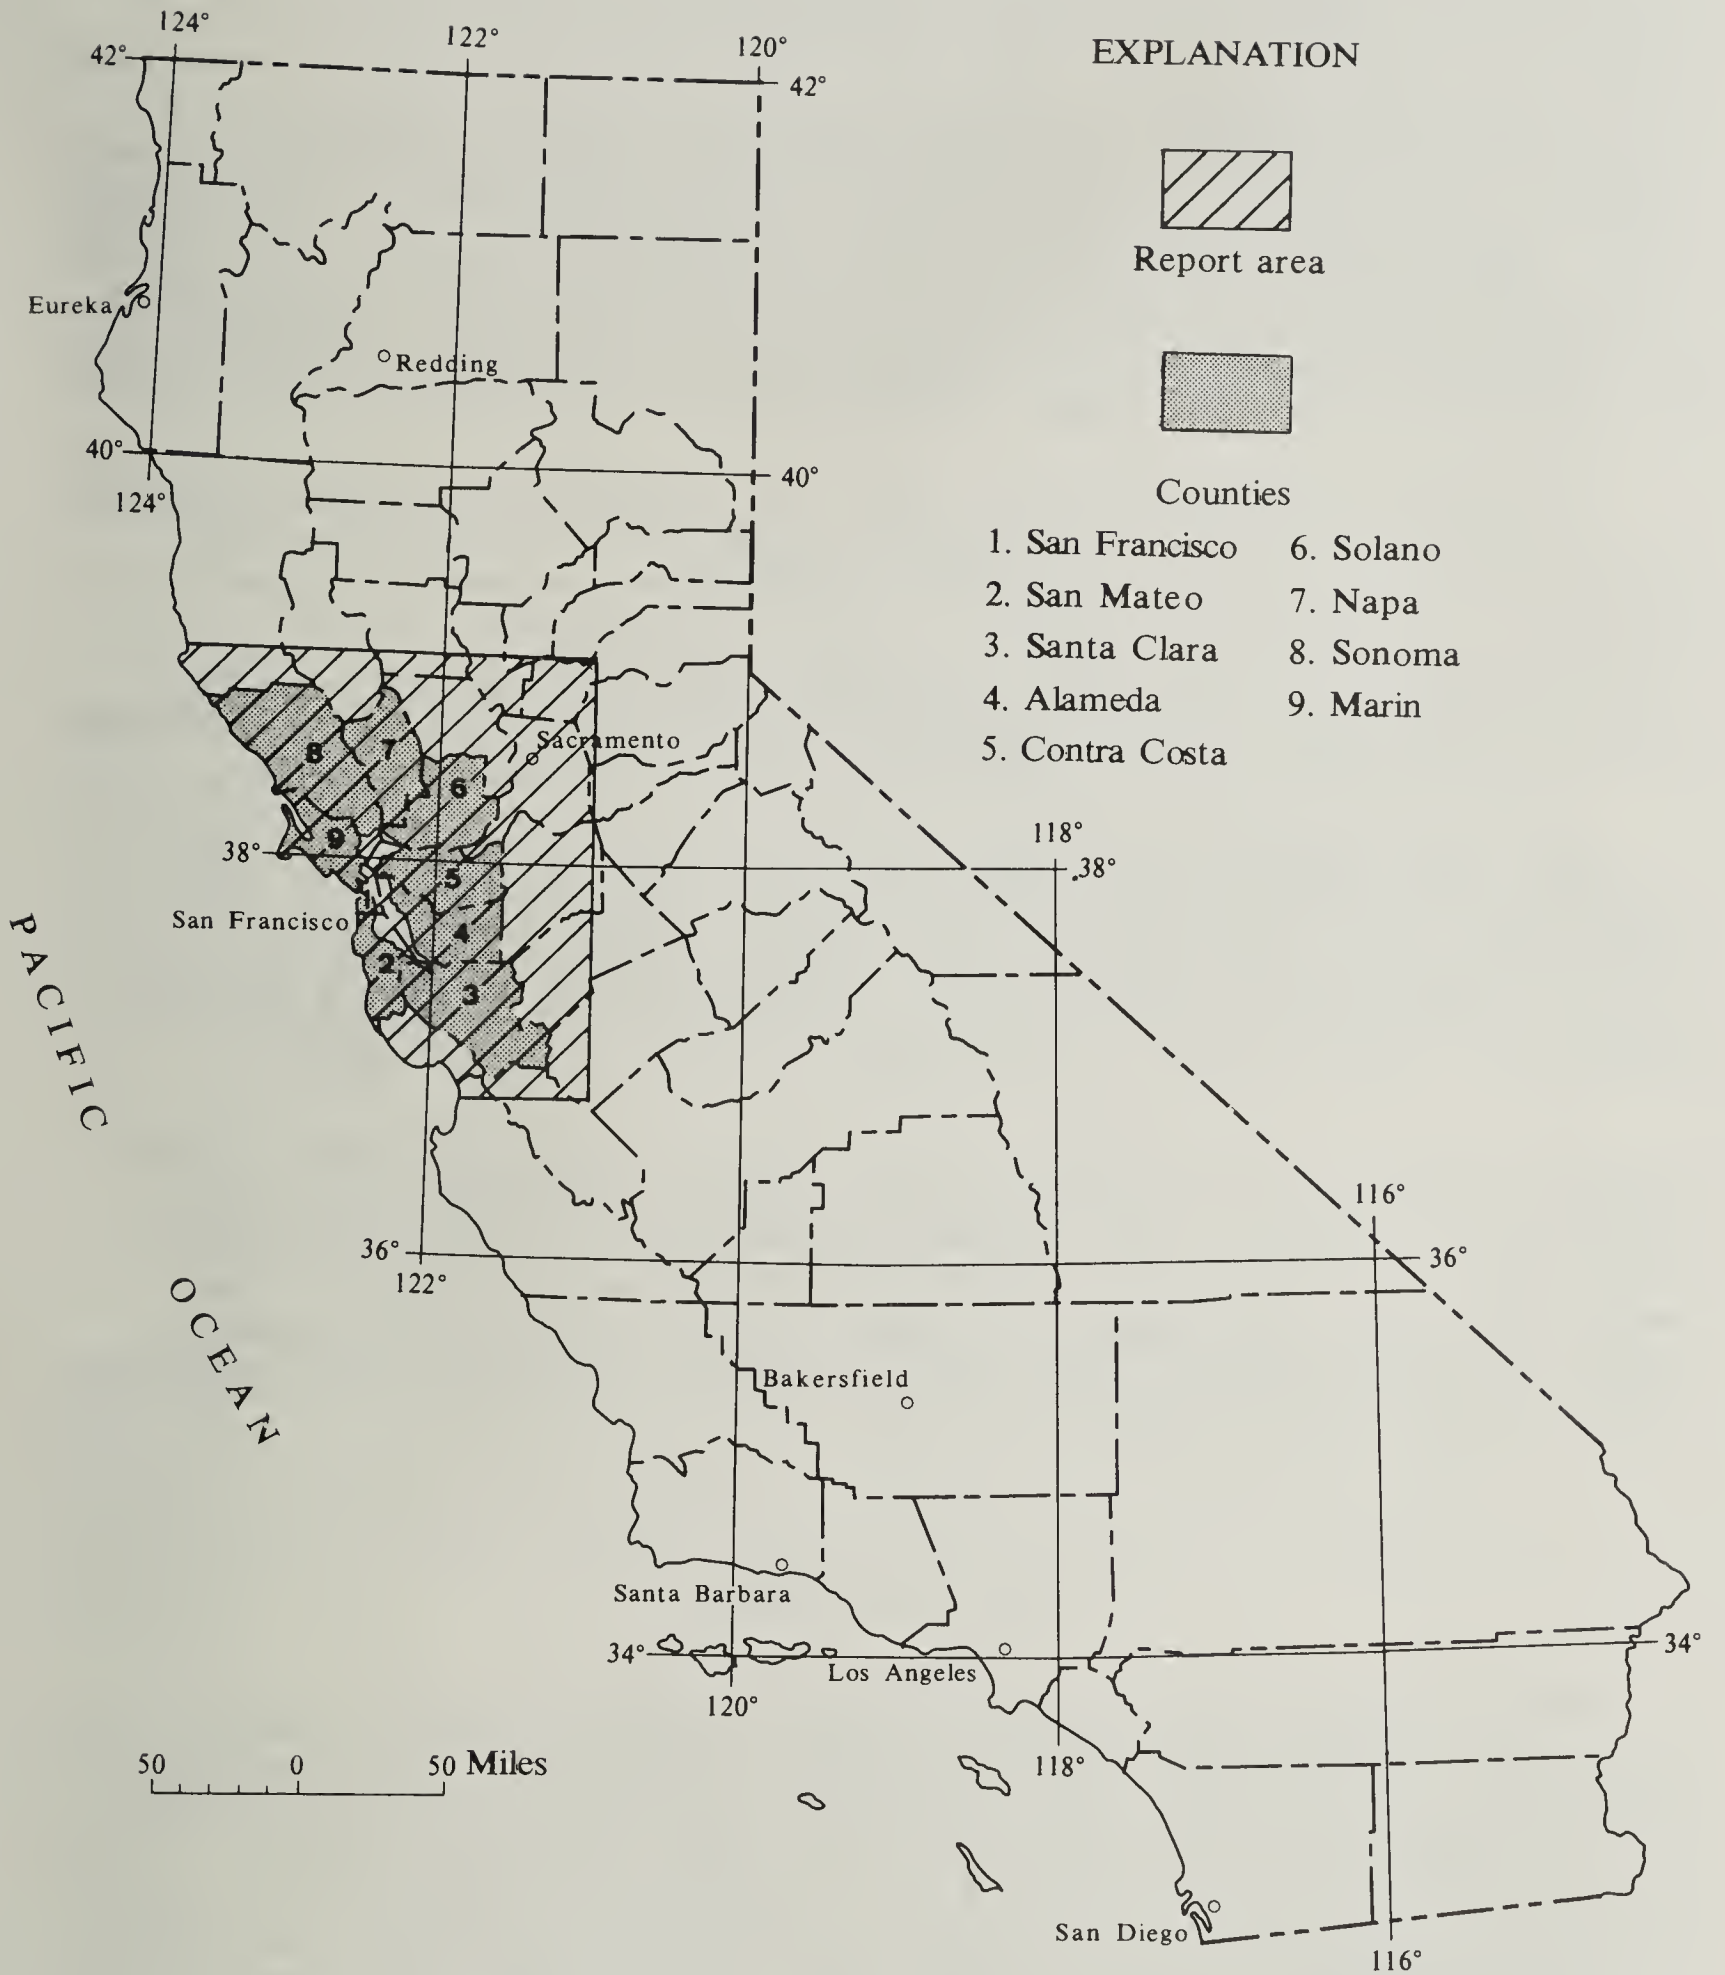 124°
122°
120°
42°
42°
EXPLANATION
Report area
Eureka
Redding
40°
40°
124°
Counties
1. San Francisco
2. San Mateo
3. Santa Clara
4. Alameda
5. Contra Costa
6. Solano
7. Napa
8. Sonoma
9. Marin
Sacramento
8
7
6
9
38°
118°
38°
5
1
San Francisco
4
2
3
PACIFIC
OCEAN
116°
36°
36°
122°
Bakersfield
Santa Barbara
34°
34°
Los Angeles
120°
118°
50 0 50 Miles
San Diego
116°